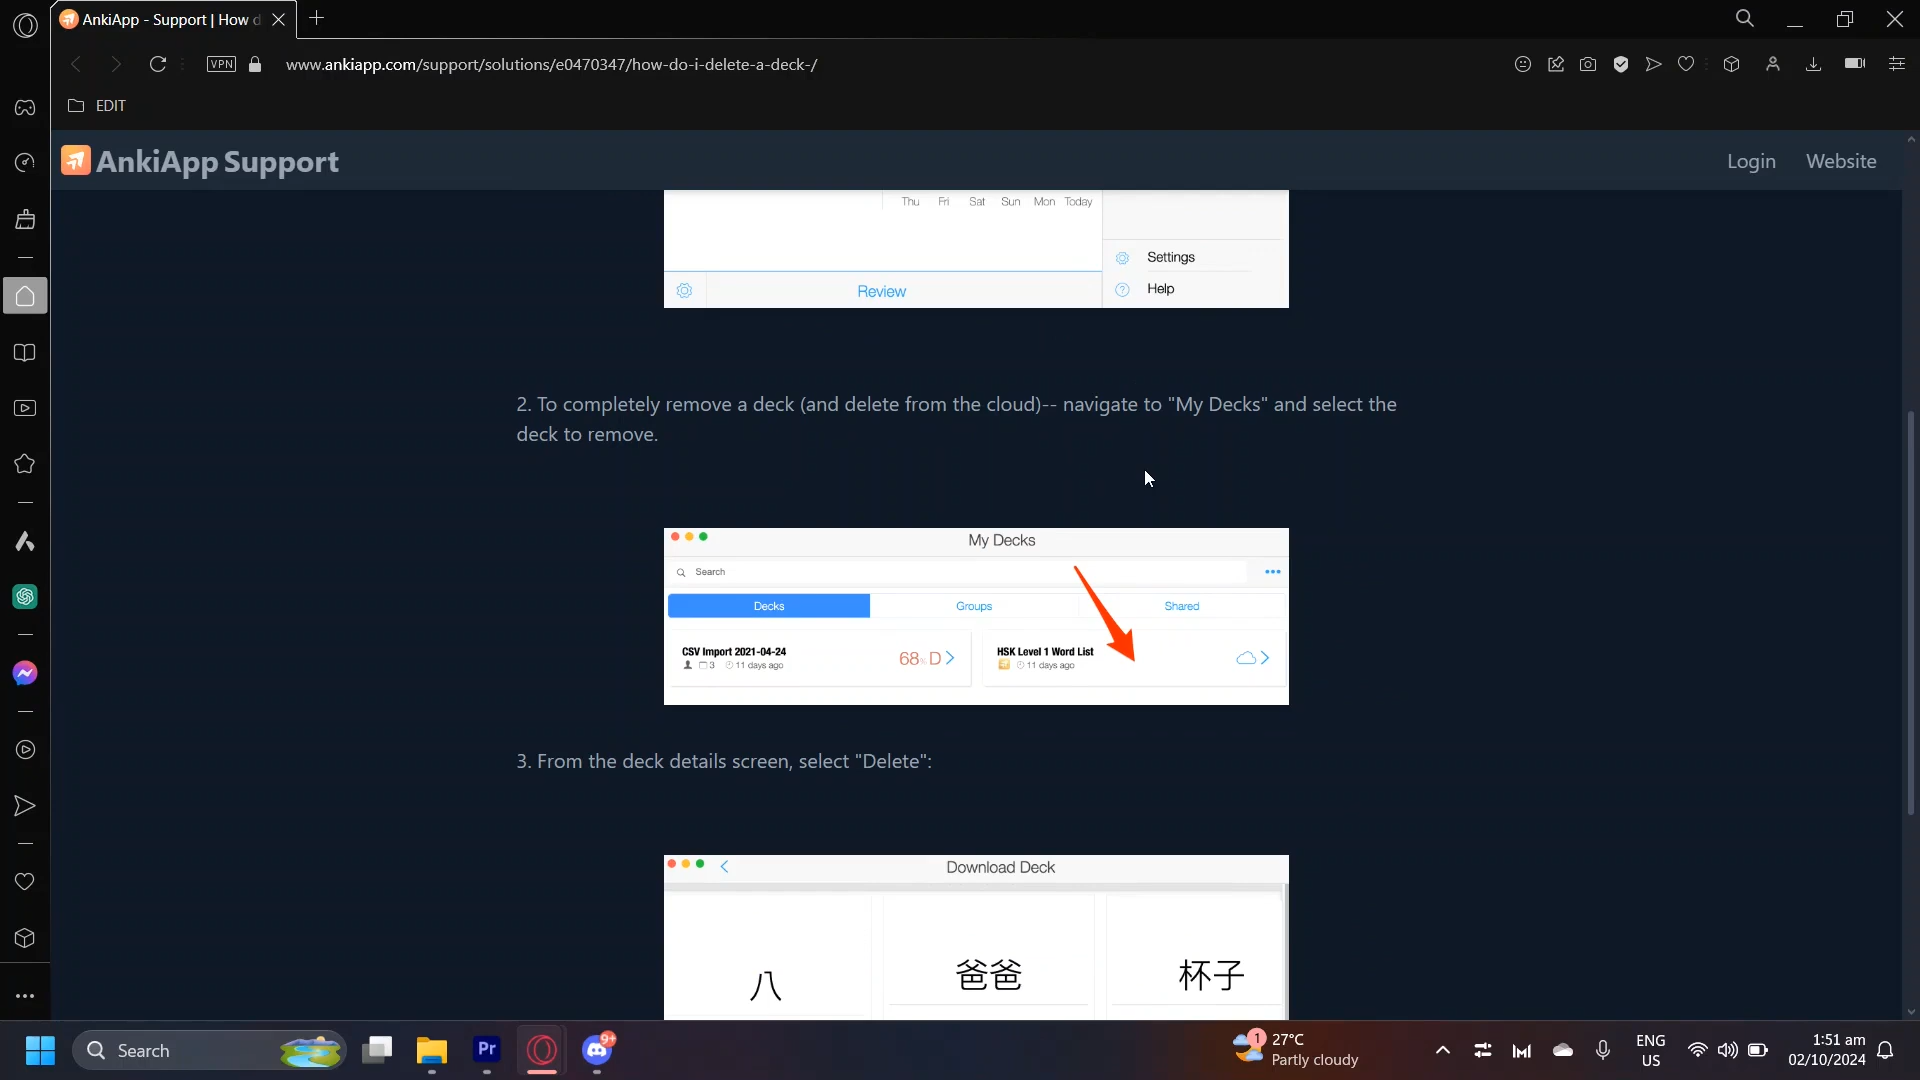 AnkiApp - Support | How d
VPN
www.ankiapp.com/support/solutions/e0470347/how-do-i-delete-a-deck-/
EDIT
AnkiApp Support
Login
Website
Thu Fri Sat Sun Mon Today
Settings
Review
Help
2. To completely remove a deck (and delete from the cloud)-- navigate to "My Decks" and select the
deck to remove.
My Decks
Search
Decks
Groups
Shared
CSV Import 2021-04-24
3 11 days ago
68% D
HSK Level 1 Word List
11 days ago
3. From the deck details screen, select "Delete":
Download Deck
八
爸爸
杯子
Search
Pr
9+
1
27°C
Partly cloudy
ENG
US
1:51 am
02/10/2024